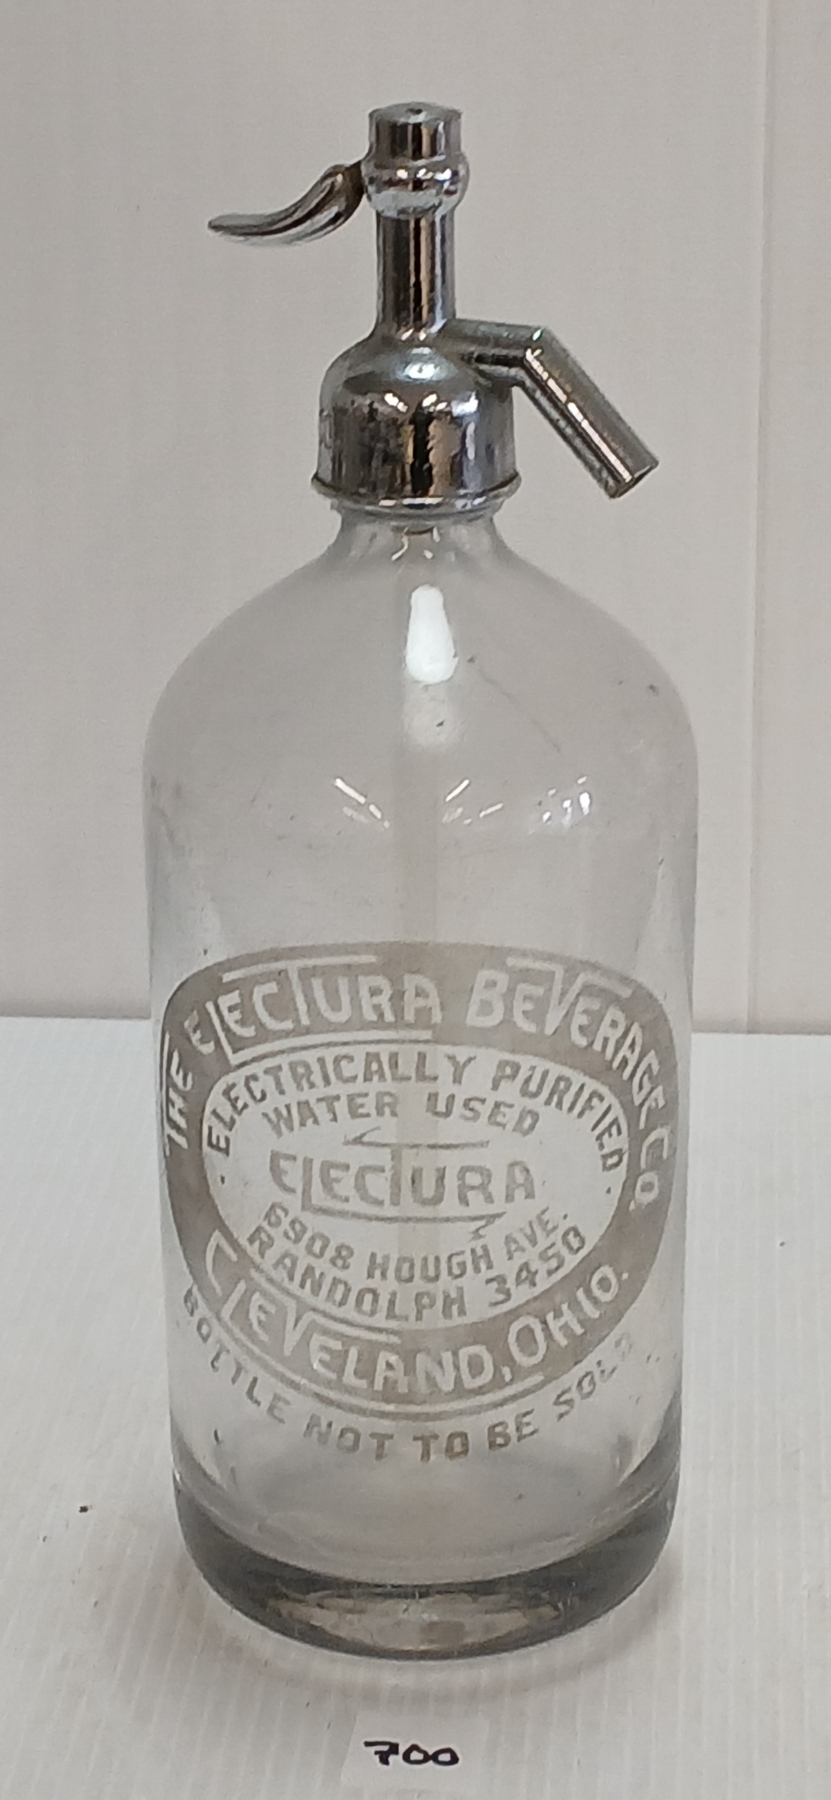 THE ELECTURA BEVERAGE CO.
ELECTRICALLY PURIFIED
WATER USED
ELECTURA
6908 HOUGH AVE.
RANDOLPH 3450
CLEVELAND, OHIO.
BOTTLE NOT TO BE SOLD
700